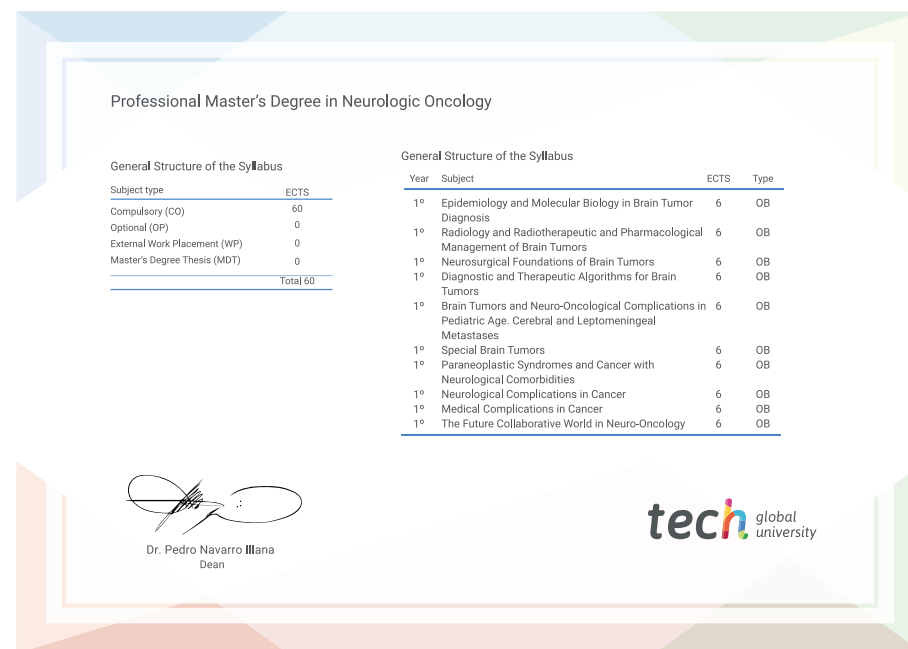 Professional Master's Degree in Neurologic Oncology
General Structure of the Syllabus
Subject type ECTS
Compulsory (CO) 60
Optional (OP) 0
External Work Placement (WP) 0
Master's Degree Thesis (MDT) 0
Total 60
General Structure of the Syllabus
Year Subject ECTS Type
1º Epidemiology and Molecular Biology in Brain Tumor 6 OB
Diagnosis
1º Radiology and Radiotherapeutic and Pharmacological 6 OB
Management of Brain Tumors
1º Neurosurgical Foundations of Brain Tumors 6 OB
1º Diagnostic and Therapeutic Algorithms for Brain 6 OB
Tumors
1º Brain Tumors and Neuro-Oncological Complications in 6 OB
Pediatric Age. Cerebral and Leptomeningeal
Metastases
1º Special Brain Tumors 6 OB
1º Paraneoplastic Syndromes and Cancer with 6 OB
Neurological Comorbidities
1º Neurological Complications in Cancer 6 OB
1º Medical Complications in Cancer 6 OB
1º The Future Collaborative World in Neuro-Oncology 6 OB
Dr. Pedro Navarro Illana
Dean
tech global
university